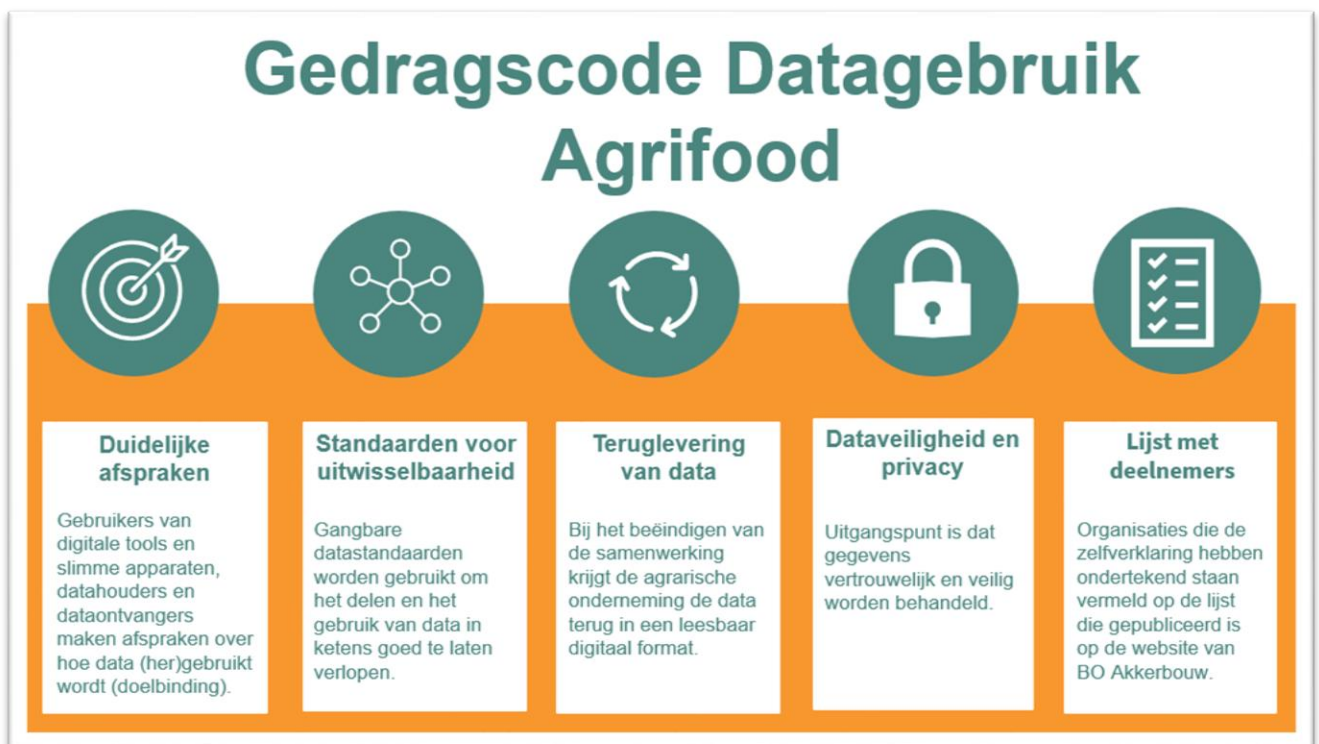 Gedragscode Datagebruik
Agrifood
Duidelijke
afspraken
Gebruikers van
digitale tools en
slimme apparaten,
datahouders en
dataontvangers
maken afspraken over
hoe data (her)gebruikt
wordt (doelbinding).
Standaarden voor
uitwisselbaarheid
Gangbare
datastandaarden
worden gebruikt om
het delen en het
gebruik van data in
ketens goed te laten
verlopen.
Teruglevering
van data
Bij het beëindigen van
de samenwerking
krijgt de agrarische
onderneming de data
terug in een leesbaar
digitaal format.
Dataveiligheid en
privacy
Uitgangspunt is dat
gegevens
vertrouwelijk en veilig
worden behandeld.
Lijst met
deelnemers
Organisaties die de
zelfverklaring hebben
ondertekend staan
vermeld op de lijst
die gepubliceerd is
op de website van
BO Akkerbouw.